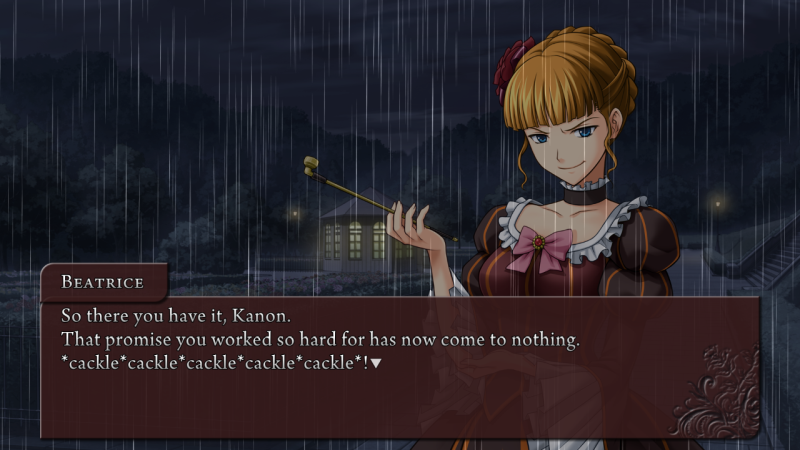 Beatrice
So there you have it, Kanon.
That promise you worked so hard for has now come to nothing.
*cackle*cackle*cackle*cackle*cackle*!